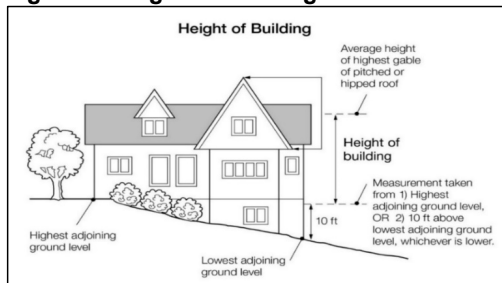 Height of Building
Average height
of highest gable
of pitched or
hipped roof
Height of
building
Measurement taken
from 1) Highest
adjoining ground level,
OR 2) 10 ft above
lowest adjoining ground
level, whichever is lower.
10 ft
Highest adjoining
ground level
Lowest adjoining
ground level